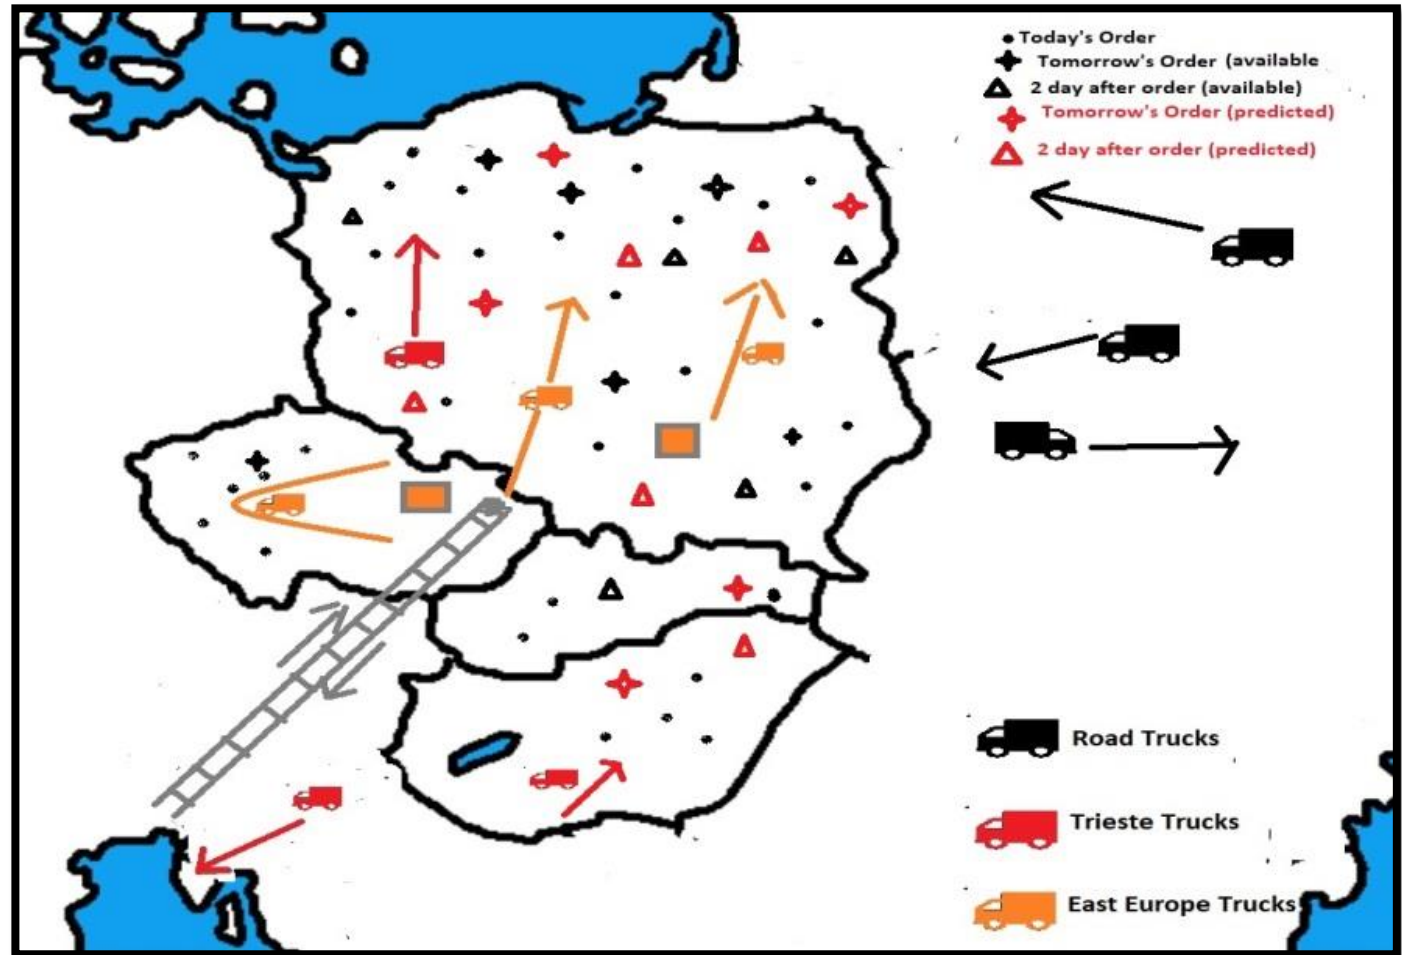 Today's Order
Tomorrow's Order (available
2 day after order (available)
Tomorrow's Order (predicted)
2 day after order (predicted)
Road Trucks
Trieste Trucks
East Europe Trucks